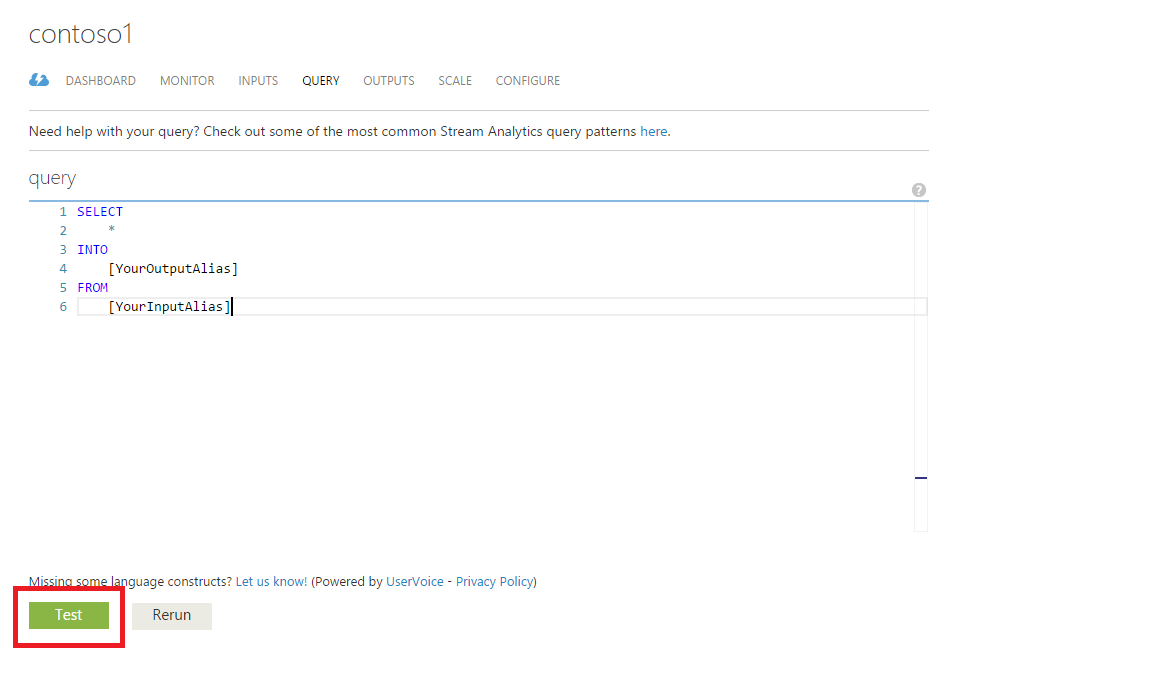 contoso1
DASHBOARD MONITOR INPUTS QUERY OUTPUTS SCALE CONFIGURE
Need help with your query? Check out some of the most common Stream Analytics query patterns here.
query
?
1 SELECT
2 *
3 INTO
4 [YourOutputAlias]
5 FROM
6 [YourInputAlias]
Missing some language constructs? Let us know! (Powered by UserVoice - Privacy Policy)
Test Rerun